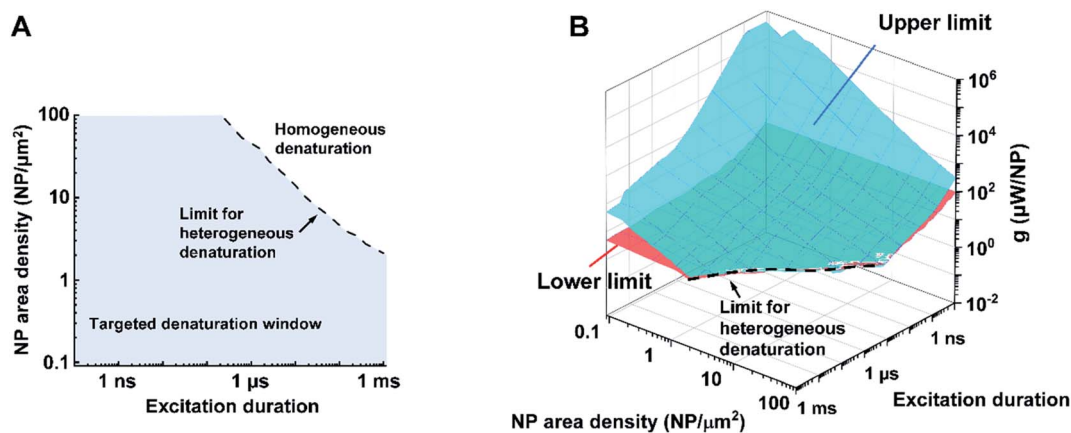 A
NP area density (NP/μm²)
100
10
1
0.1
Homogeneous
denaturation
Limit for
heterogeneous
denaturation
Targeted denaturation window
1 ns
1 μs
1 ms
Excitation duration
B
Upper limit
Lower limit
Limit for
heterogeneous
denaturation
10⁶
10⁴
10²
10⁰
10⁻²
g (μW/NP)
0.1
1
10
100
NP area density (NP/μm²)
1 ms
1 μs
1 ns
Excitation duration